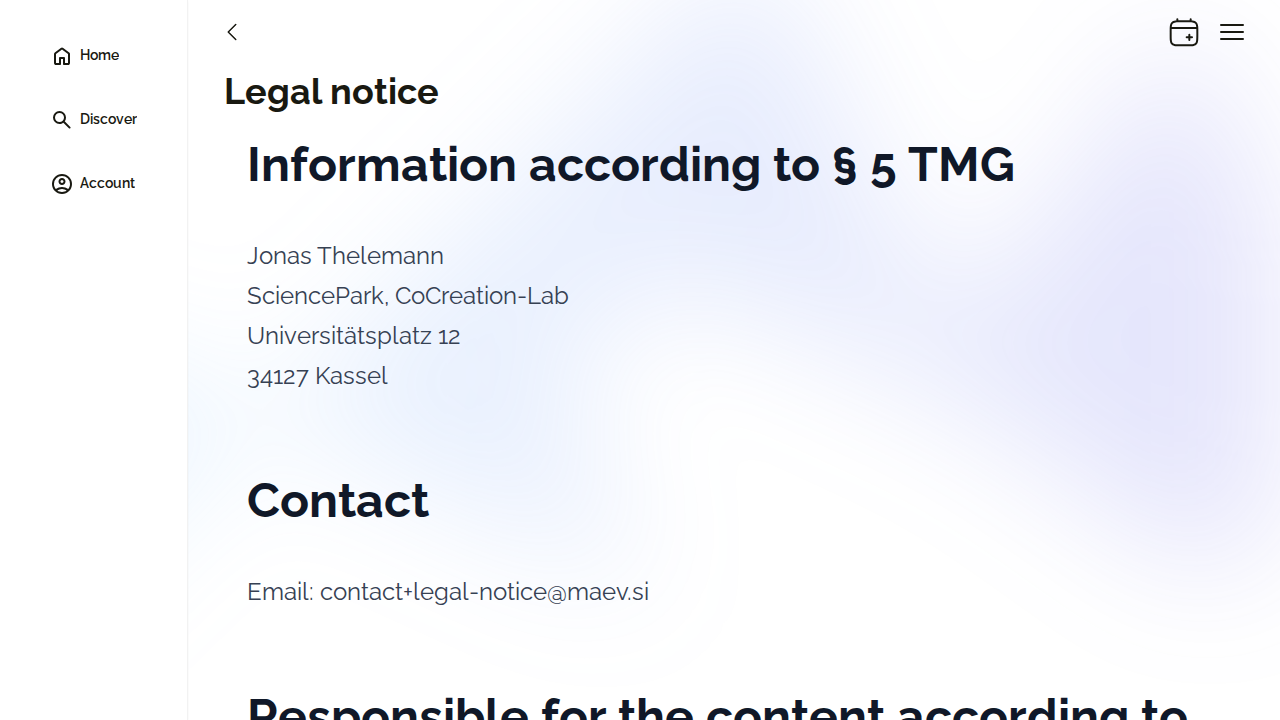 Home
Discover
Account
Legal notice
Information according to § 5 TMG
Jonas Thelemann
SciencePark, CoCreation-Lab
Universitätsplatz 12
34127 Kassel
Contact
Email: contact+legal-notice@maev.si
Responsible for the content according to